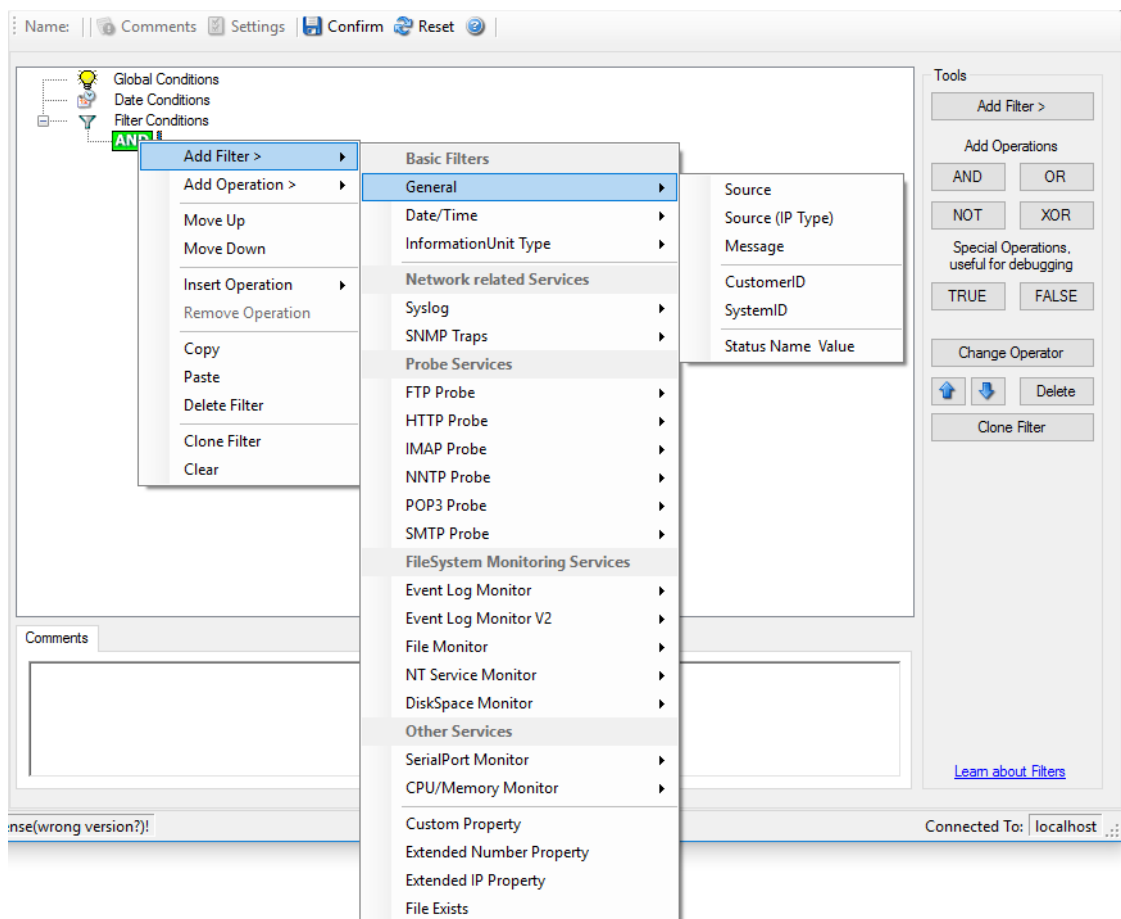 Name: Comments Settings Confirm Reset
Global Conditions
Date Conditions
Filter Conditions
AND
Add Filter >
Add Operation >
Move Up
Move Down
Insert Operation
Remove Operation
Copy
Paste
Delete Filter
Clone Filter
Clear
Basic Filters
General
Date/Time
InformationUnit Type
Network related Services
Syslog
SNMP Traps
Probe Services
FTP Probe
HTTP Probe
IMAP Probe
NNTP Probe
POP3 Probe
SMTP Probe
FileSystem Monitoring Services
Event Log Monitor
Event Log Monitor V2
File Monitor
NT Service Monitor
DiskSpace Monitor
Other Services
SerialPort Monitor
CPU/Memory Monitor
Custom Property
Extended Number Property
Extended IP Property
File Exists
Source
Source (IP Type)
Message
CustomerID
SystemID
Status Name Value
Tools
Add Filter >
Add Operations
AND OR
NOT XOR
Special Operations,
useful for debugging
TRUE FALSE
Change Operator
Delete
Clone Filter
Learn about Filters
Comments
ense(wrong version?)!
Connected To: localhost